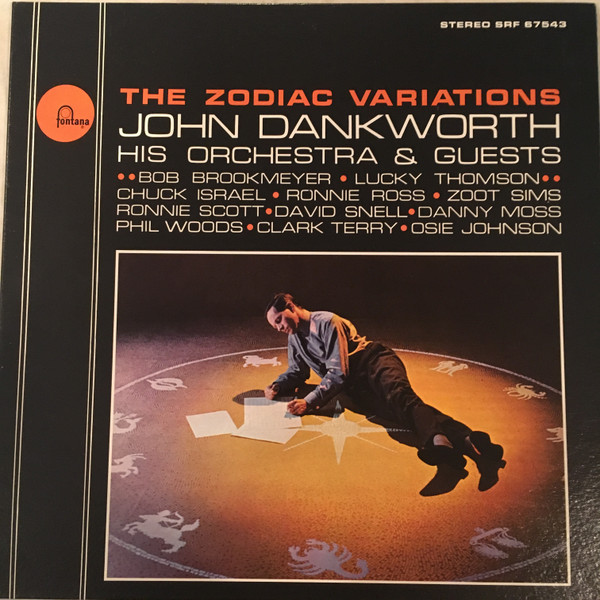 STEREO SRF 67543
fontana
THE ZODIAC VARIATIONS
JOHN DANKWORTH
HIS ORCHESTRA & GUESTS
••BOB BROOKMEYER • LUCKY THOMSON••
CHUCK ISRAEL • RONNIE ROSS • ZOOT SIMS
RONNIE SCOTT•DAVID SNELL•DANNY MOSS
PHIL WOODS•CLARK TERRY•OSIE JOHNSON